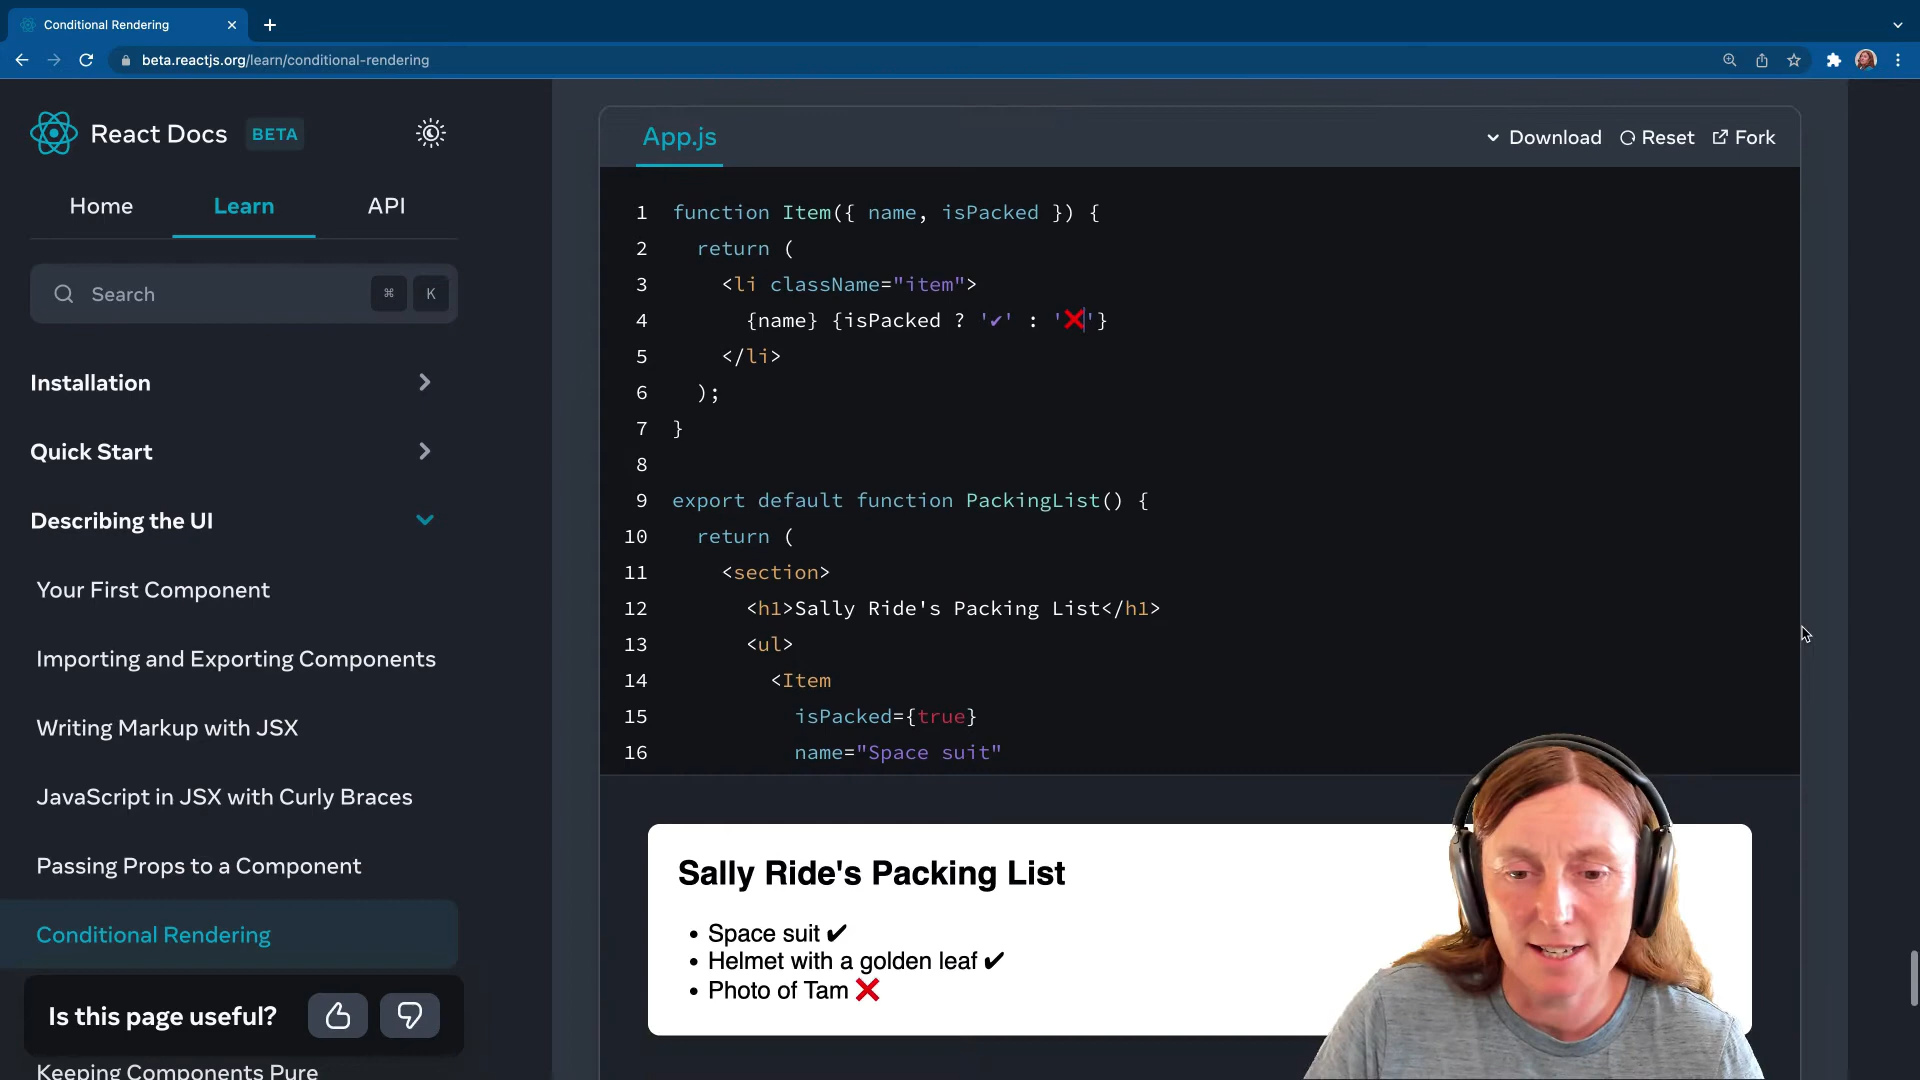 Conditional Rendering
beta.reactjs.org/learn/conditional-rendering
React Docs BETA
Home Learn API
Search ⌘ K
Installation
Quick Start
Describing the UI
Your First Component
Importing and Exporting Components
Writing Markup with JSX
JavaScript in JSX with Curly Braces
Passing Props to a Component
Conditional Rendering
Is this page useful?
Keeping Components Pure
App.js
Download Reset Fork
1 function Item({ name, isPacked }) {
2 return (
3 <li className="item">
4 {name} {isPacked ? '✔' : '❌'}
5 </li>
6 );
7 }
8
9 export default function PackingList() {
10 return (
11 <section>
12 <h1>Sally Ride's Packing List</h1>
13 <ul>
14 <Item
15 isPacked={true}
16 name="Space suit"
Sally Ride's Packing List
• Space suit ✔
• Helmet with a golden leaf ✔
• Photo of Tam ❌